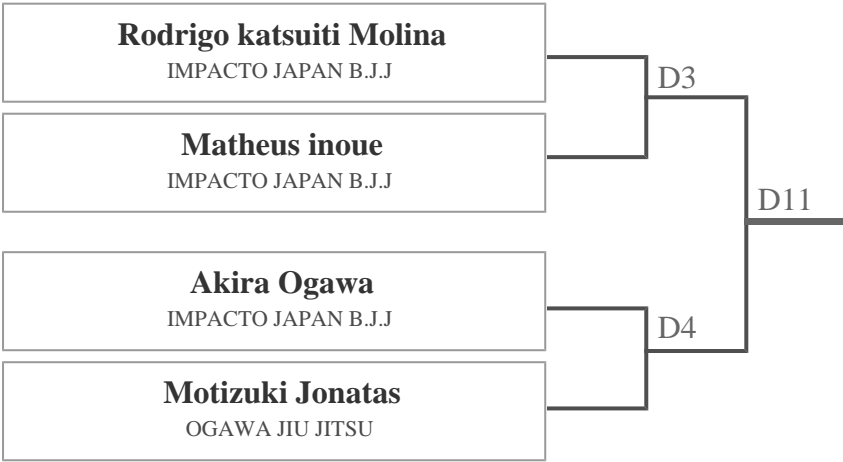 Rodrigo katsuiti Molina
IMPACTO JAPAN B.J.J
D3
Matheus inoue
IMPACTO JAPAN B.J.J
D11
Akira Ogawa
IMPACTO JAPAN B.J.J
D4
Motizuki Jonatas
OGAWA JIU JITSU